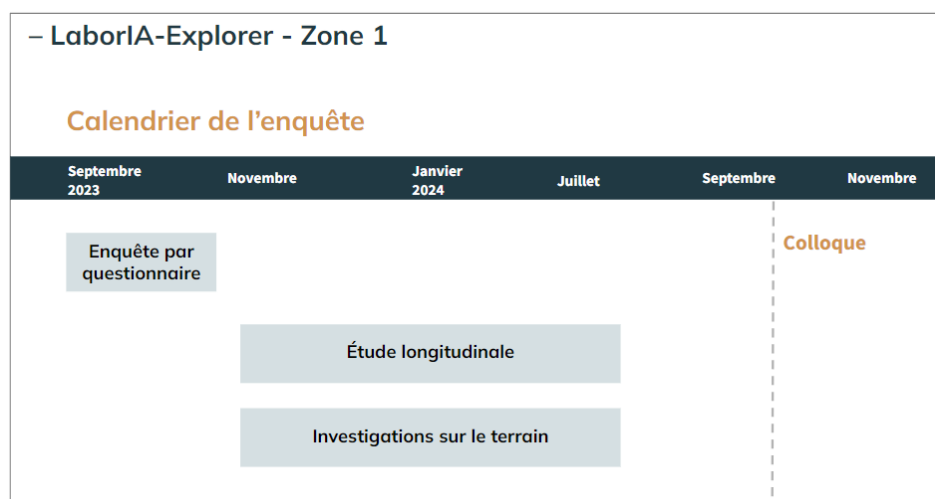 – LaborIA-Explorer - Zone 1
Calendrier de l’enquête
Septembre
2023
Novembre
Janvier
2024
Juillet
Septembre
Novembre
Colloque
Enquête par
questionnaire
Étude longitudinale
Investigations sur le terrain